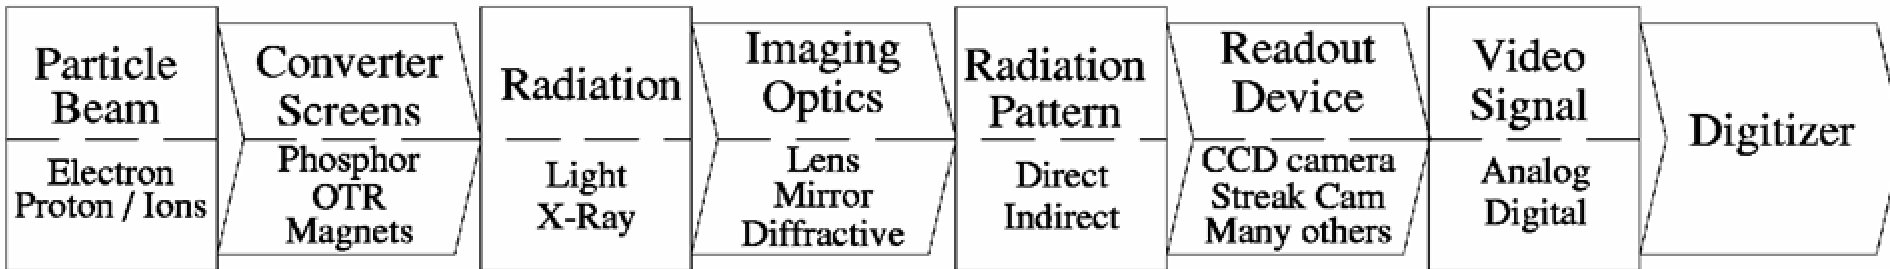 Particle
Beam
Electron
Proton / Ions
Converter
Screens
Phosphor
OTR
Magnets
Radiation
Light
X-Ray
Imaging
Optics
Lens
Mirror
Diffractive
Radiation
Pattern
Direct
Indirect
Readout
Device
CCD camera
Streak Cam
Many others
Video
Signal
Analog
Digital
Digitizer